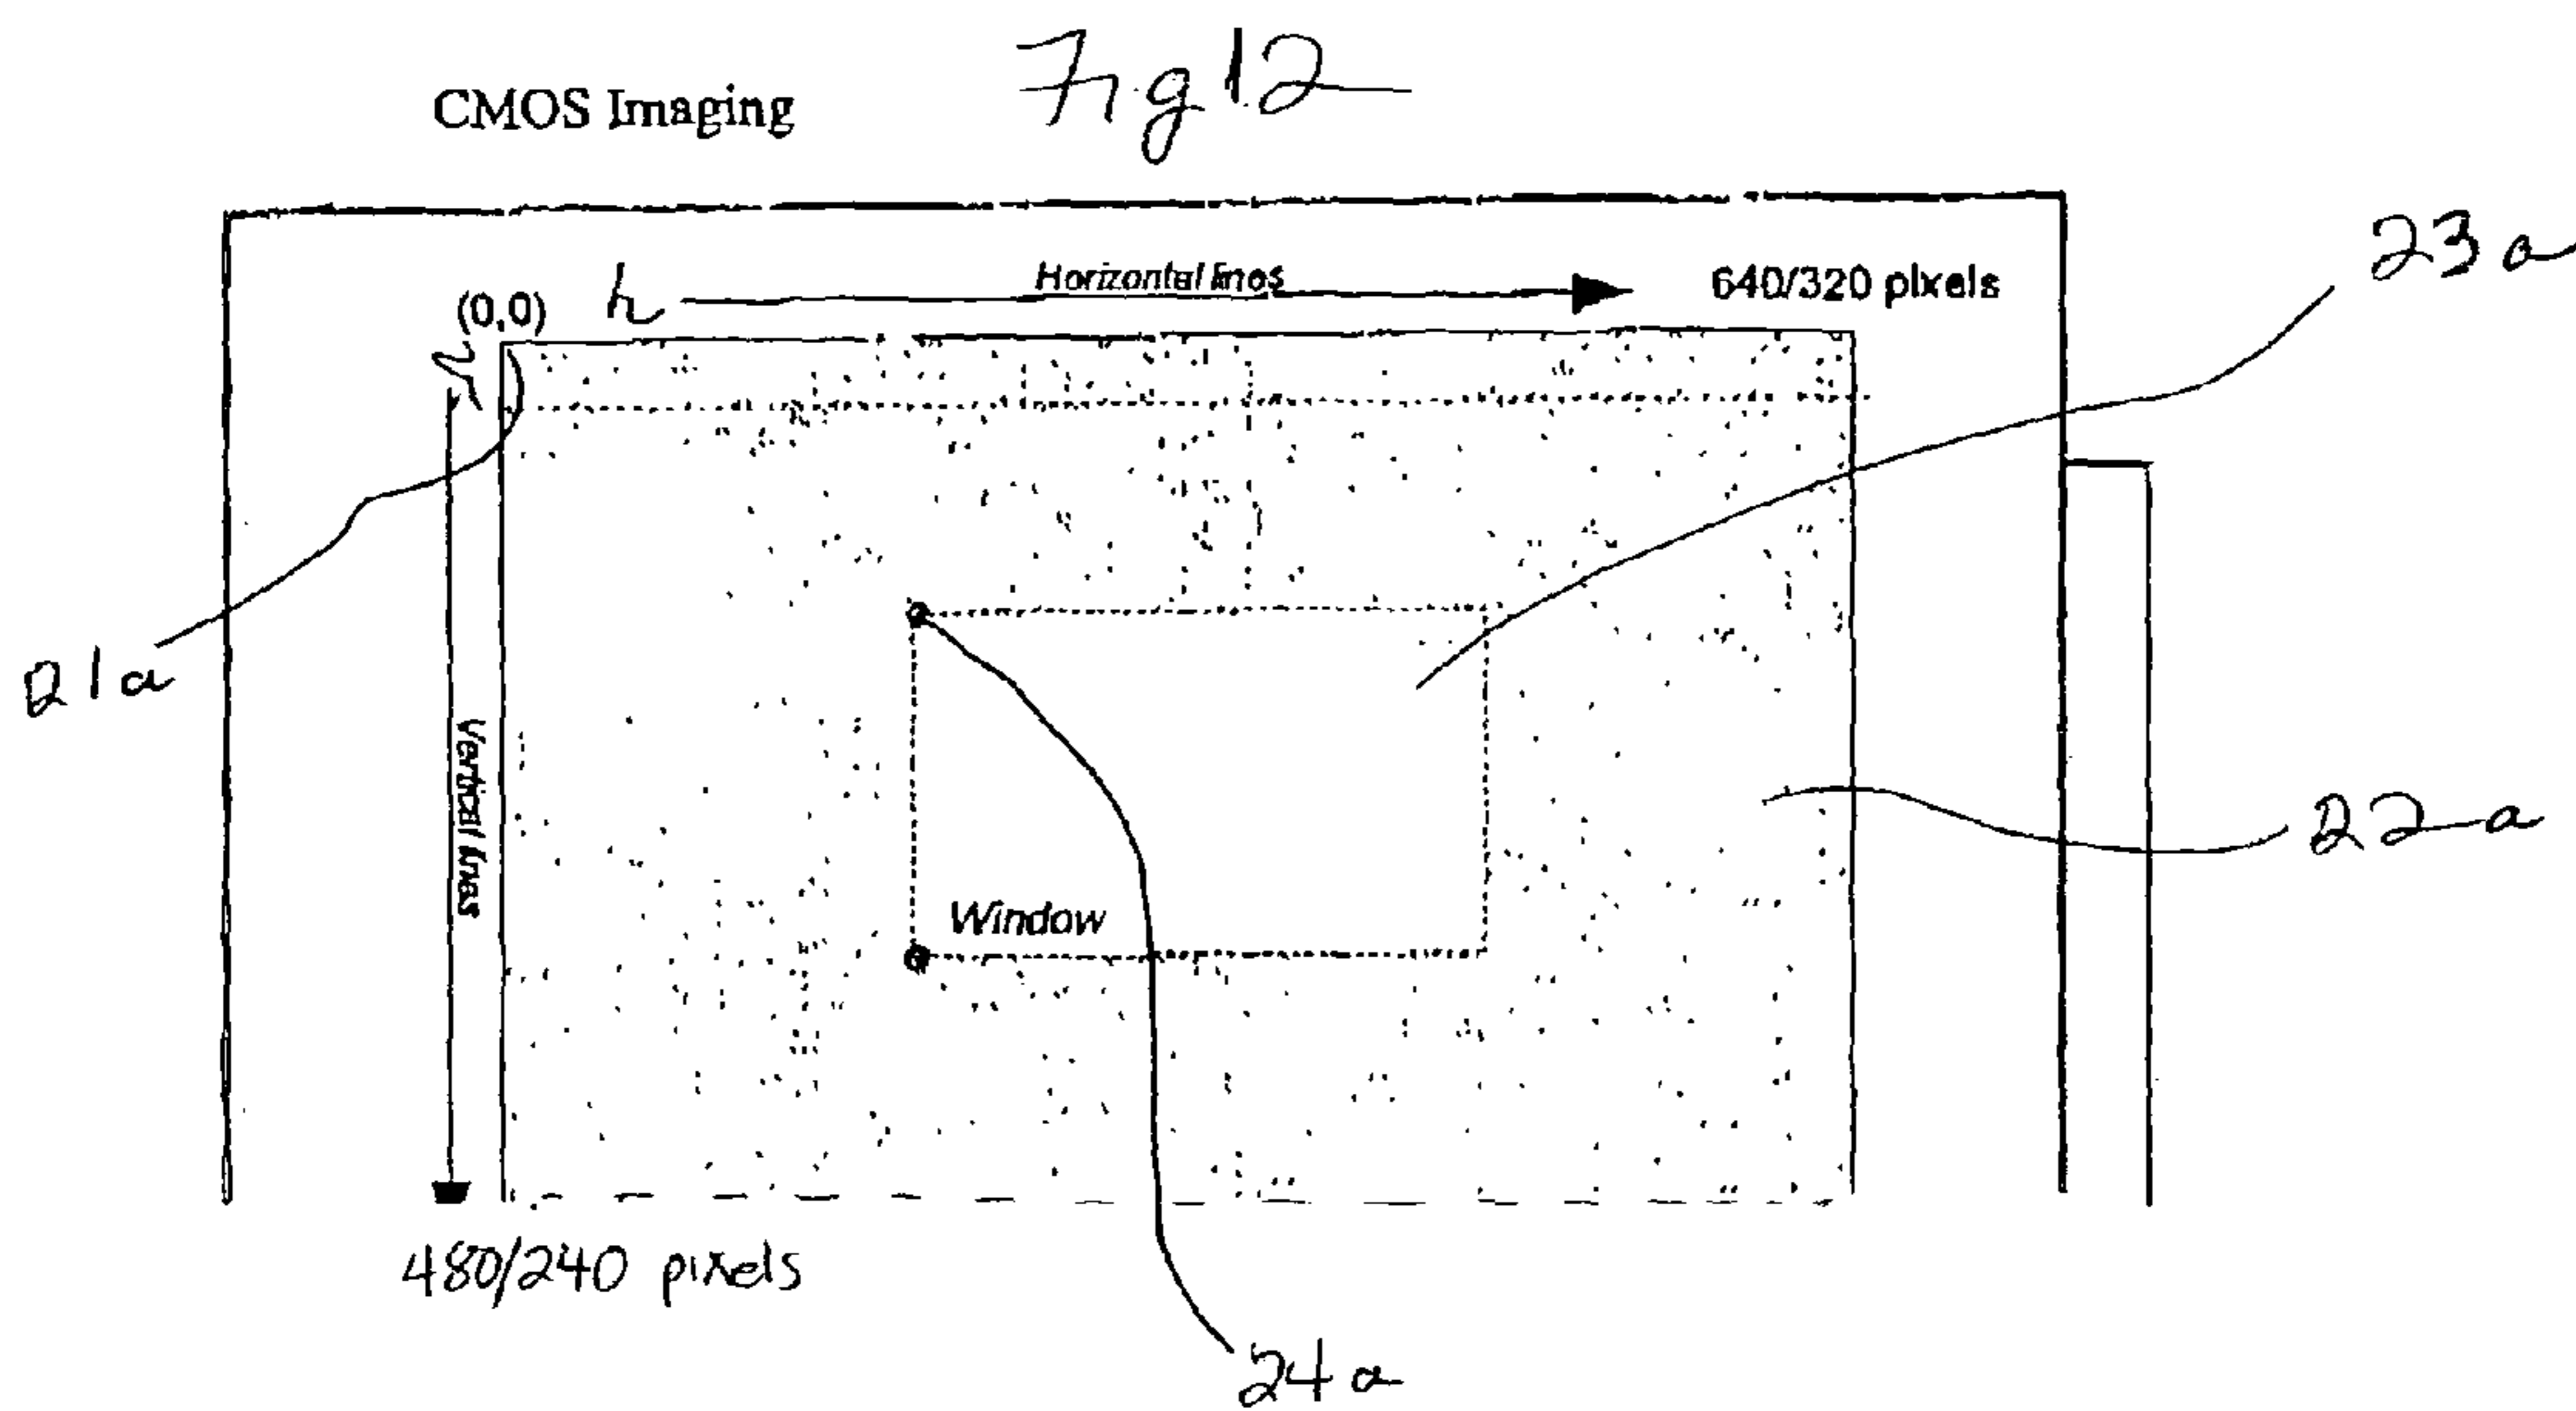 CMOS Imaging
Fig 12
23a
Horizontal lines
640/320 pixels
(0,0)
h
21a
Vertical lines
22a
Window
480/240 pixels
24a